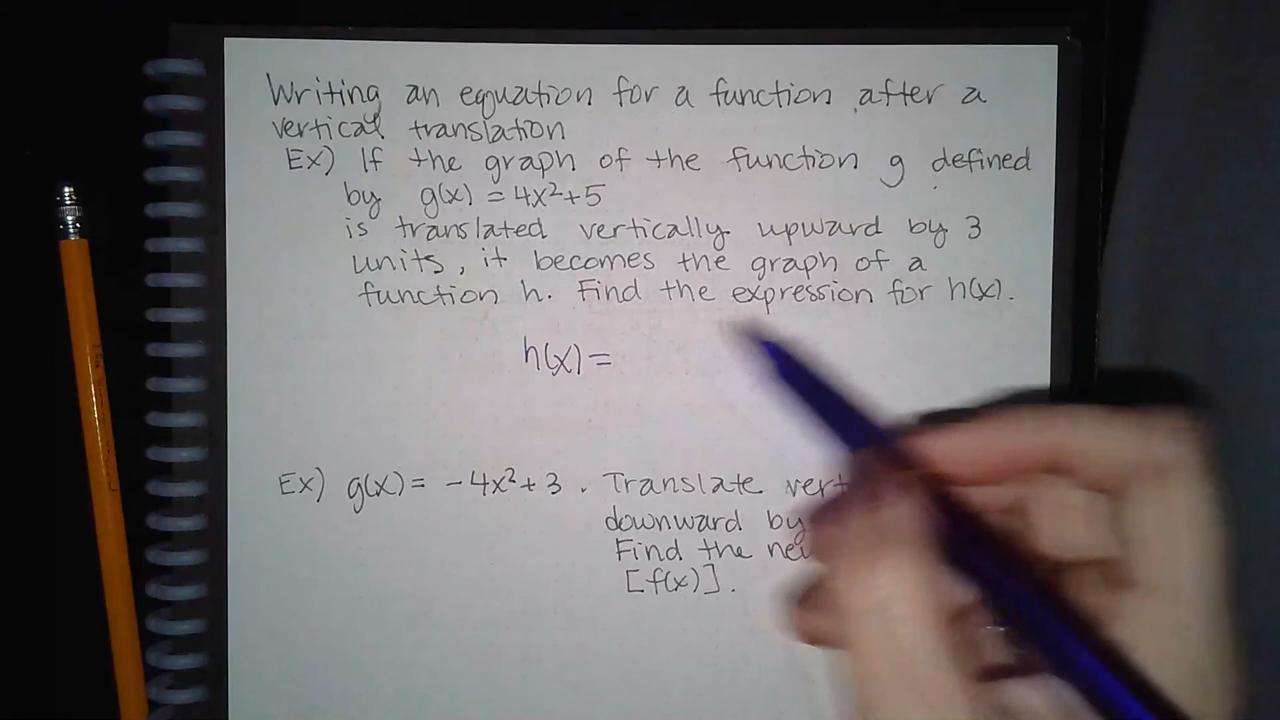 Writing an equation for a function after a
vertical translation
Ex) If the graph of the function g defined
by g(x) = 4x²+5
is translated vertically upward by 3
units, it becomes the graph of a
function h. Find the expression for h(x).
h(x) =
Ex) g(x) = -4x²+3. Translate
downward by
Find the
[f(x)].